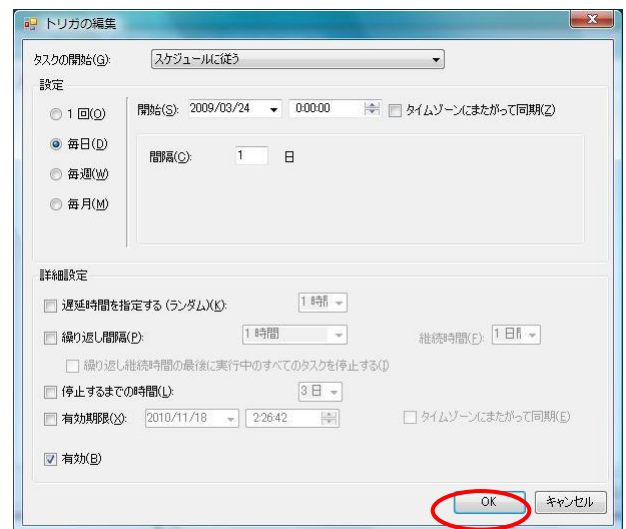 トリガの編集
タスクの開始(G): スケジュールに従う
設定
1 回(O) 開始(S): 2009/03/24 0:00:00 タイムゾーンにまたがって同期(Z)
毎日(D) 間隔(C): 1 日
毎週(W)
毎月(M)
詳細設定
遅延時間を指定する (ランダム)(K): 1 時間
繰り返し間隔(P): 1 時間 継続時間(F): 1 日間
繰り返し継続時間の最後に実行中のすべてのタスクを停止する(I)
停止するまでの時間(L): 3 日
有効期限(X): 2010/11/18 2:26:42 タイムゾーンにまたがって同期(E)
有効(B)
OK キャンセル